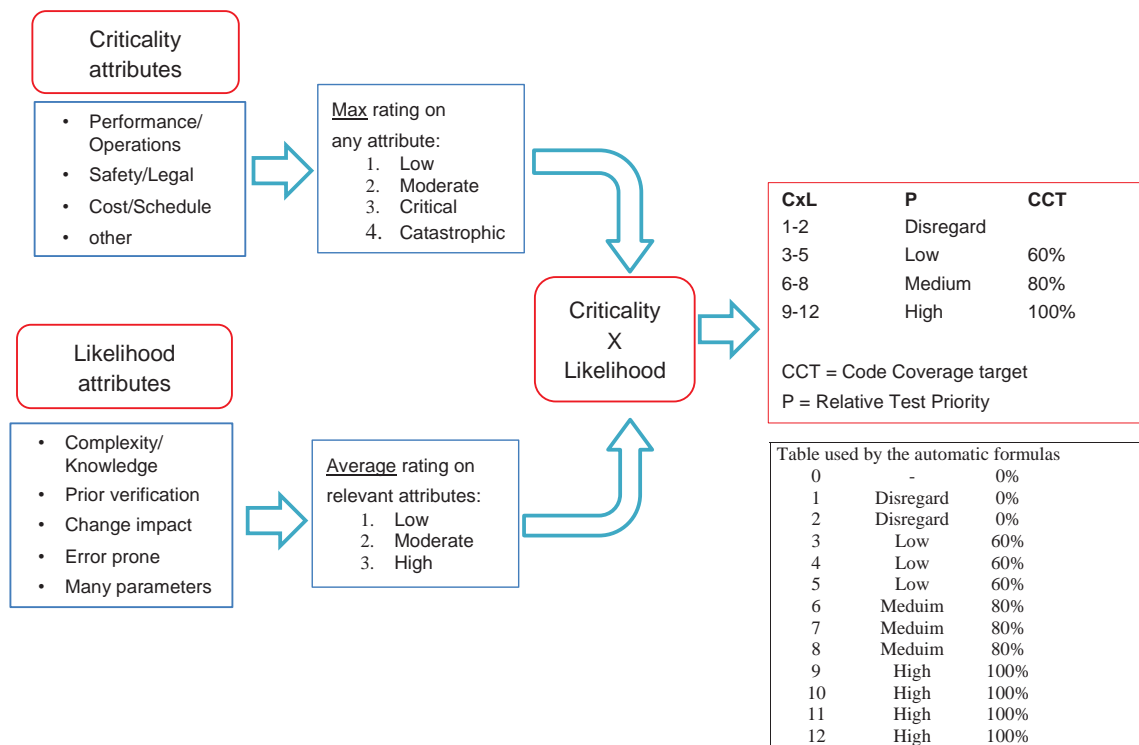 Criticality
attributes
• Performance/
Operations
• Safety/Legal
• Cost/Schedule
• other
Max rating on
any attribute:
1. Low
2. Moderate
3. Critical
4. Catastrophic
Likelihood
attributes
• Complexity/
Knowledge
• Prior verification
• Change impact
• Error prone
• Many parameters
Average rating on
relevant attributes:
1. Low
2. Moderate
3. High
Criticality
X
Likelihood
CxL P CCT
1-2 Disregard
3-5 Low 60%
6-8 Medium 80%
9-12 High 100%
CCT = Code Coverage target
P = Relative Test Priority
Table used by the automatic formulas
0 - 0%
1 Disregard 0%
2 Disregard 0%
3 Low 60%
4 Low 60%
5 Low 60%
6 Meduim 80%
7 Meduim 80%
8 Meduim 80%
9 High 100%
10 High 100%
11 High 100%
12 High 100%